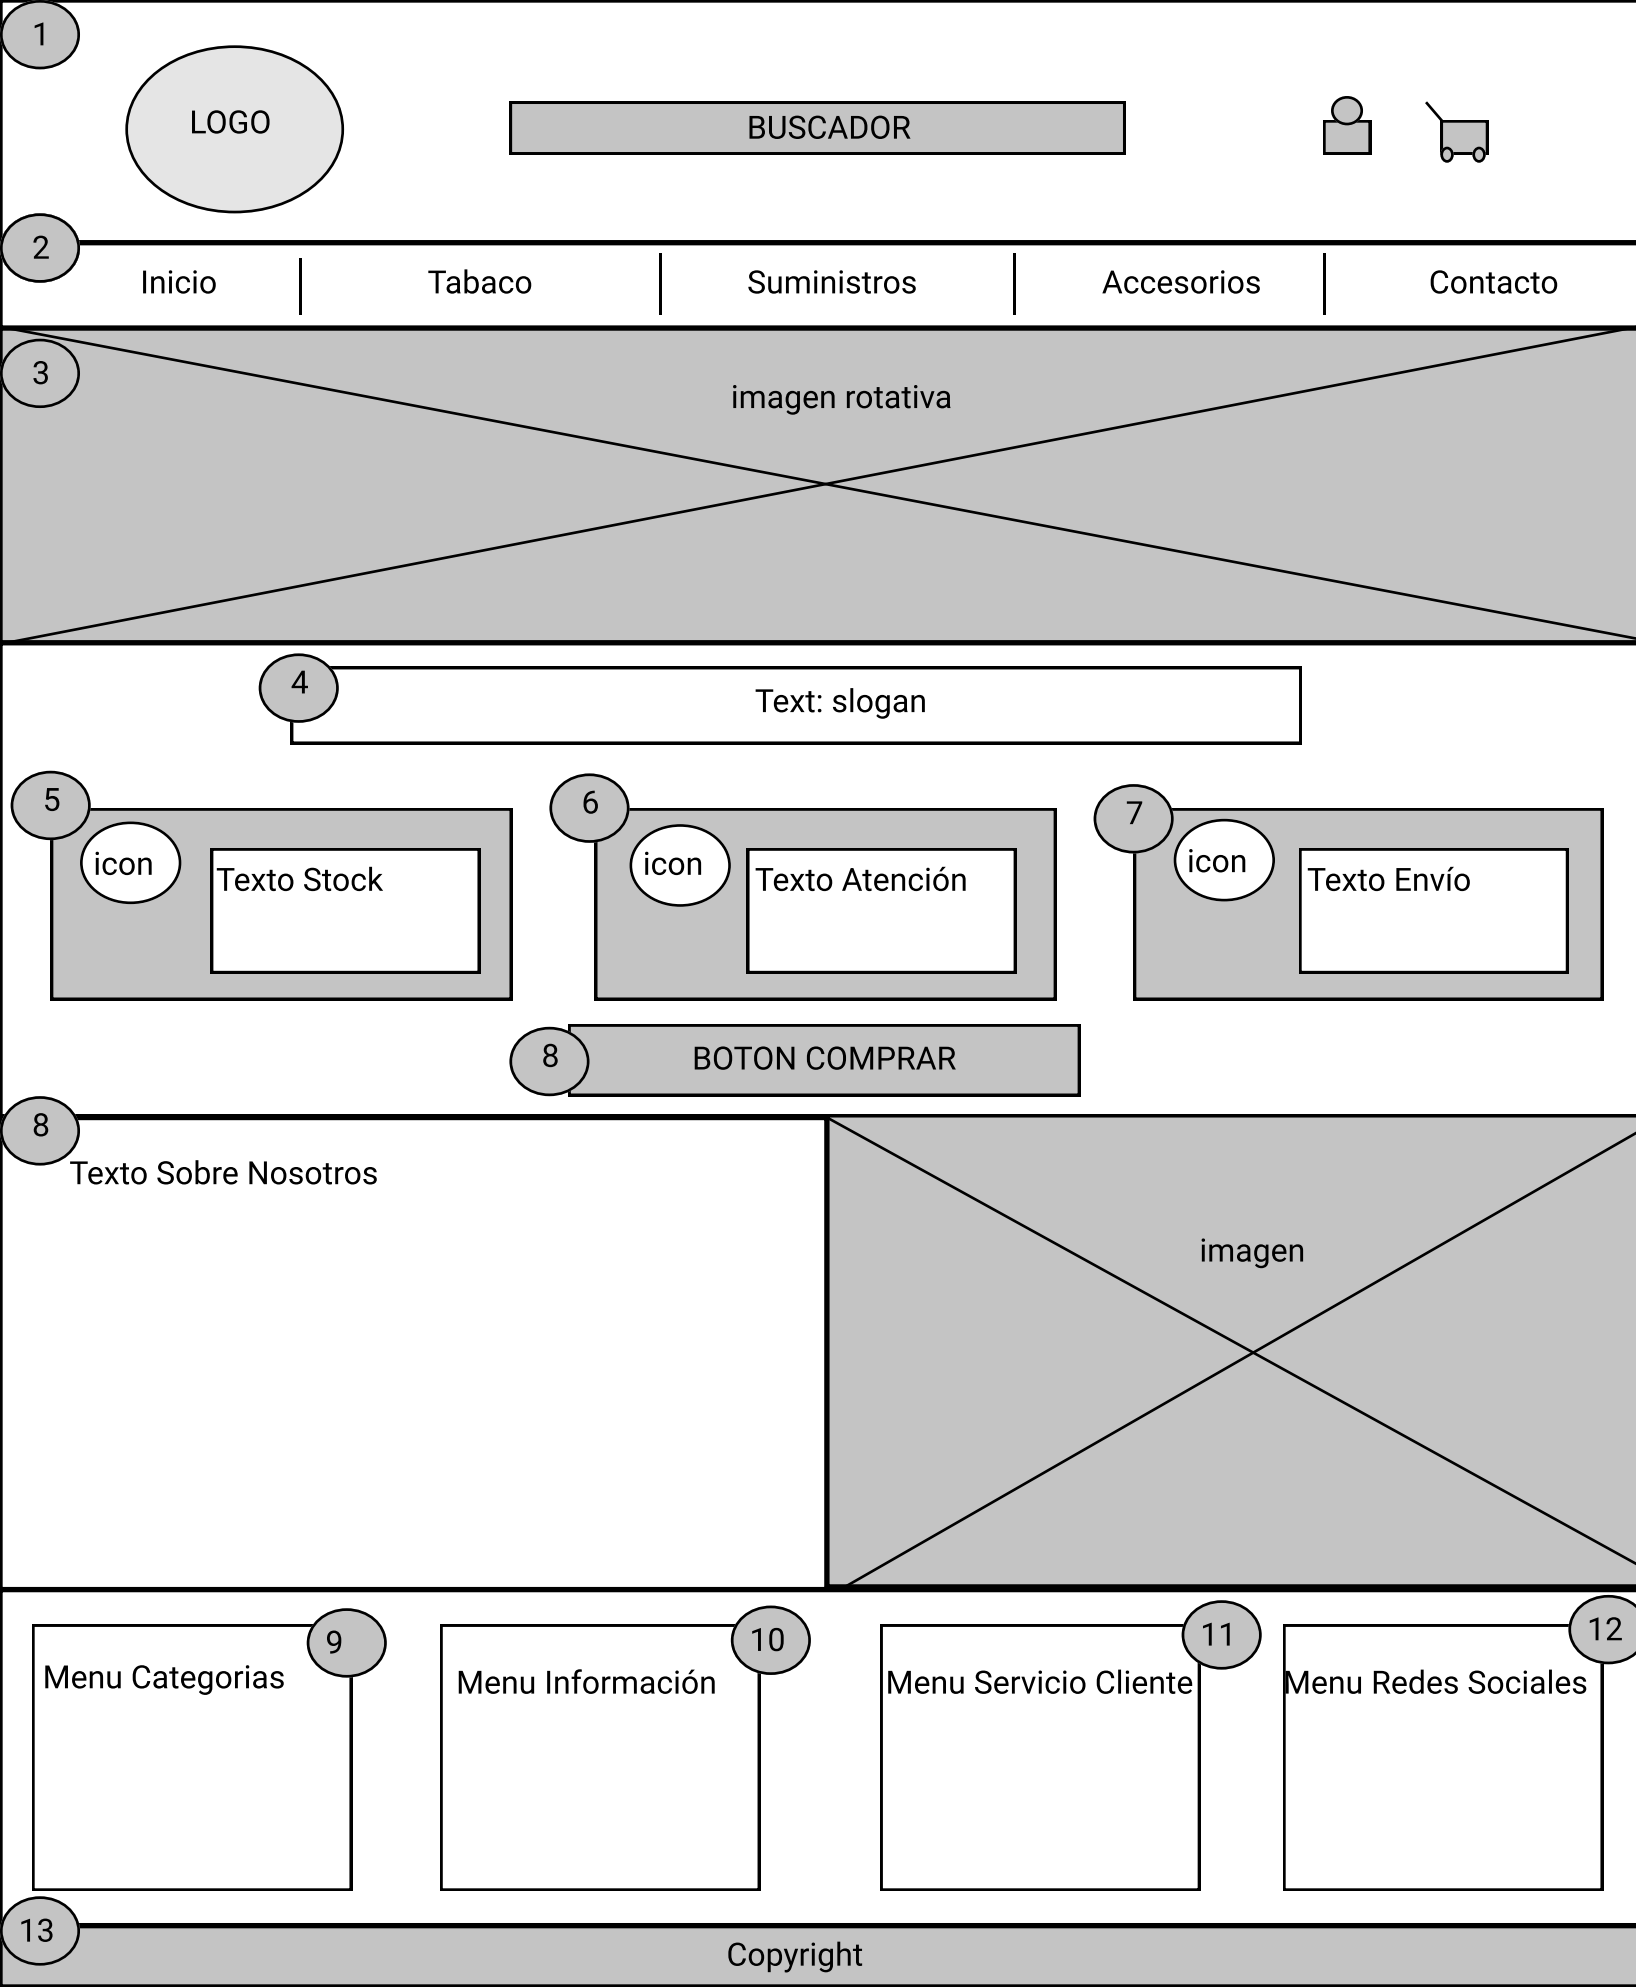 1
LOGO
BUSCADOR
2
Inicio
Tabaco
Suministros
Accesorios
Contacto
3
imagen rotativa
4
Text: slogan
5
icon
Texto Stock
6
icon
Texto Atención
7
icon
Texto Envío
8
BOTON COMPRAR
8
Texto Sobre Nosotros
imagen
9
Menu Categorias
10
Menu Información
11
Menu Servicio Cliente
12
Menu Redes Sociales
13
Copyright